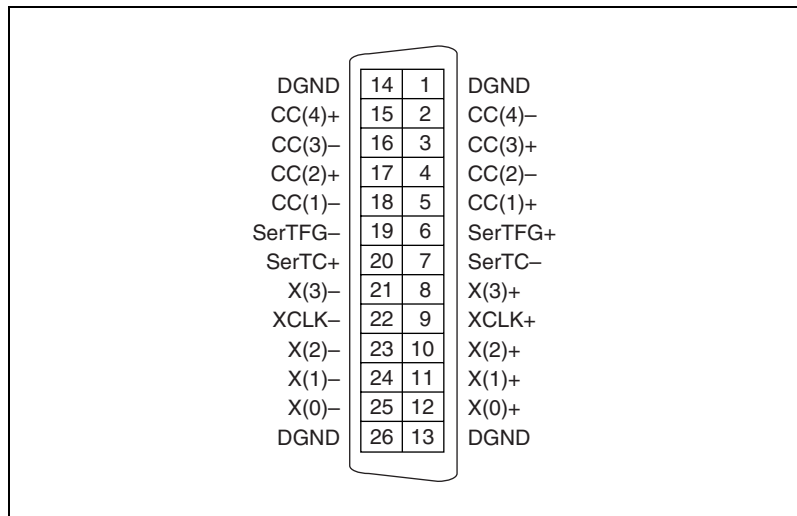 DGND 14 1 DGND
CC(4)+ 15 2 CC(4)–
CC(3)– 16 3 CC(3)+
CC(2)+ 17 4 CC(2)–
CC(1)– 18 5 CC(1)+
SerTFG– 19 6 SerTFG+
SerTC+ 20 7 SerTC–
X(3)– 21 8 X(3)+
XCLK– 22 9 XCLK+
X(2)– 23 10 X(2)+
X(1)– 24 11 X(1)+
X(0)– 25 12 X(0)+
DGND 26 13 DGND